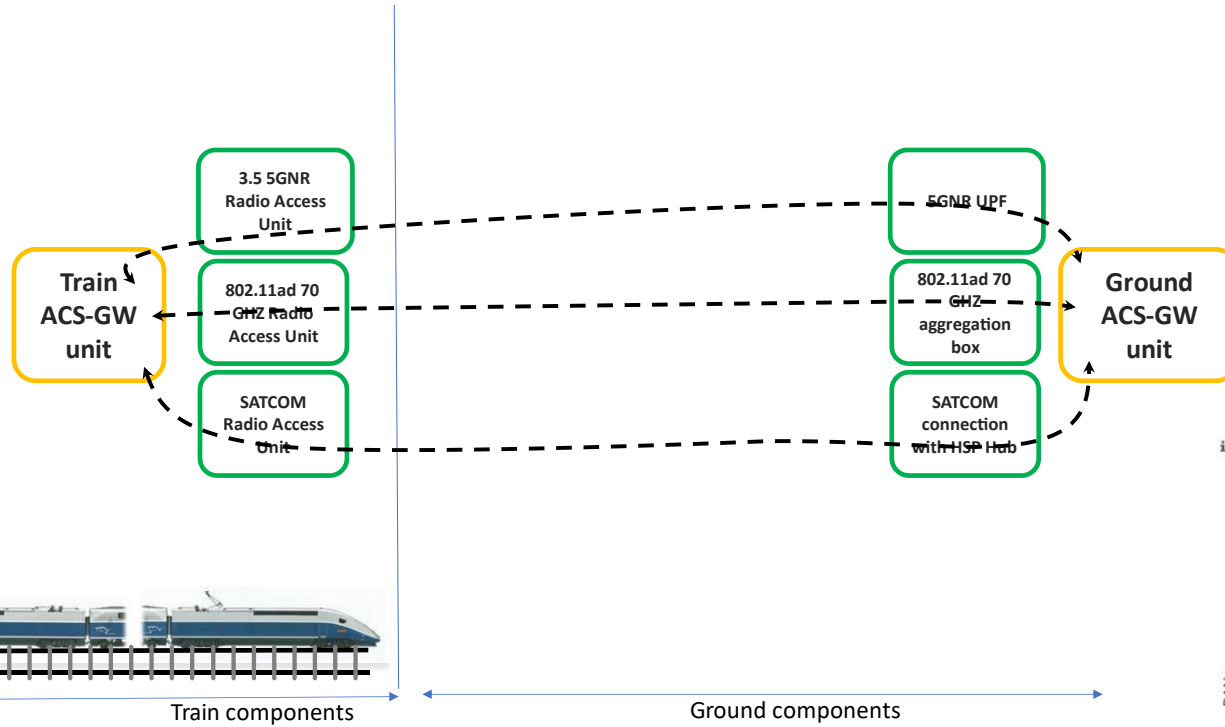 3.5 5GNR
Radio Access
Unit
5GNR UPF
Train
ACS-GW
unit
802.11ad 70
GHZ Radio
Access Unit
802.11ad 70
GHZ
aggregation
box
Ground
ACS-GW
unit
SATCOM
Radio Access
Unit
SATCOM
connection
with HSP Hub
Train components
Ground components